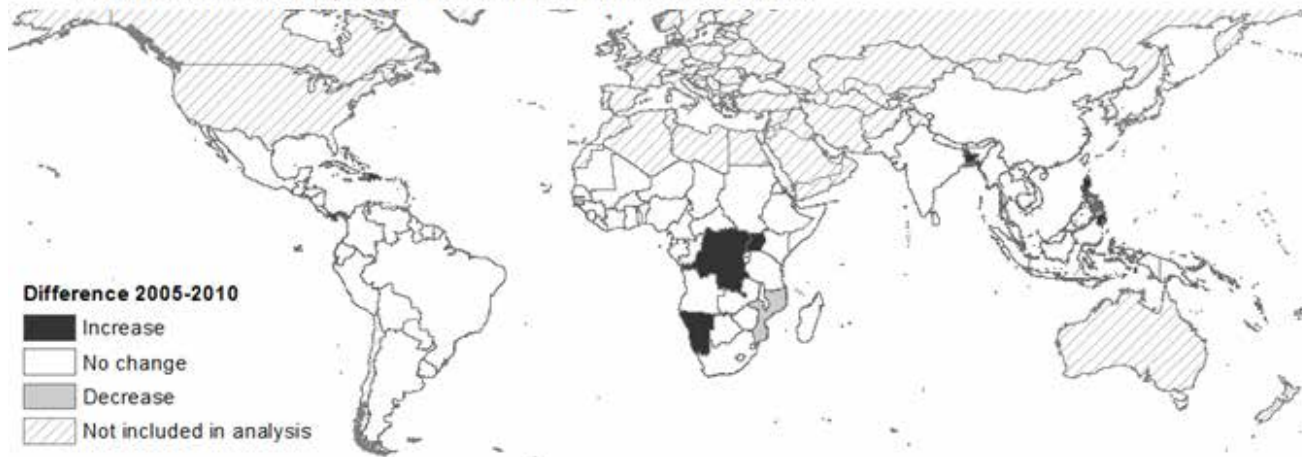 Difference 2005-2010
Increase
No change
Decrease
Not included in analysis